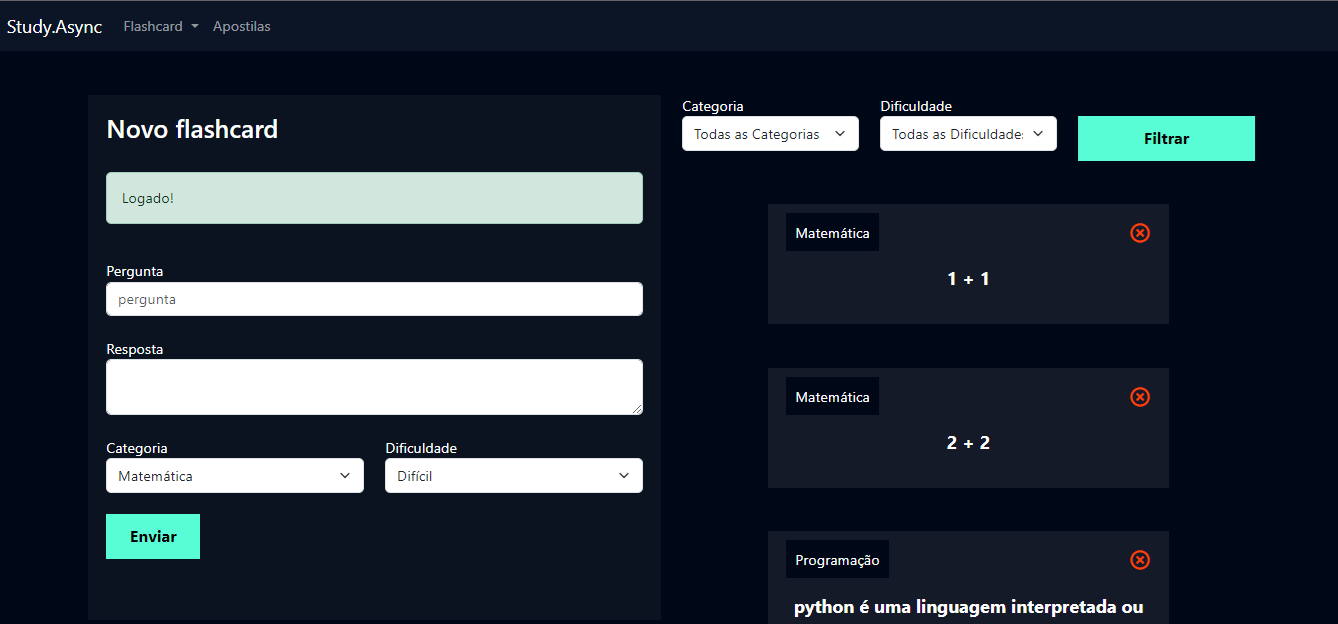 Study.Async Flashcard Apostilas
Novo flashcard
Logado!
Pergunta
pergunta
Resposta
Categoria Dificuldade
Matemática Difícil
Enviar
Categoria Dificuldade
Todas as Categorias Todas as Dificuldades Filtrar
Matemática
1 + 1
Matemática
2 + 2
Programação
python é uma linguagem interpretada ou